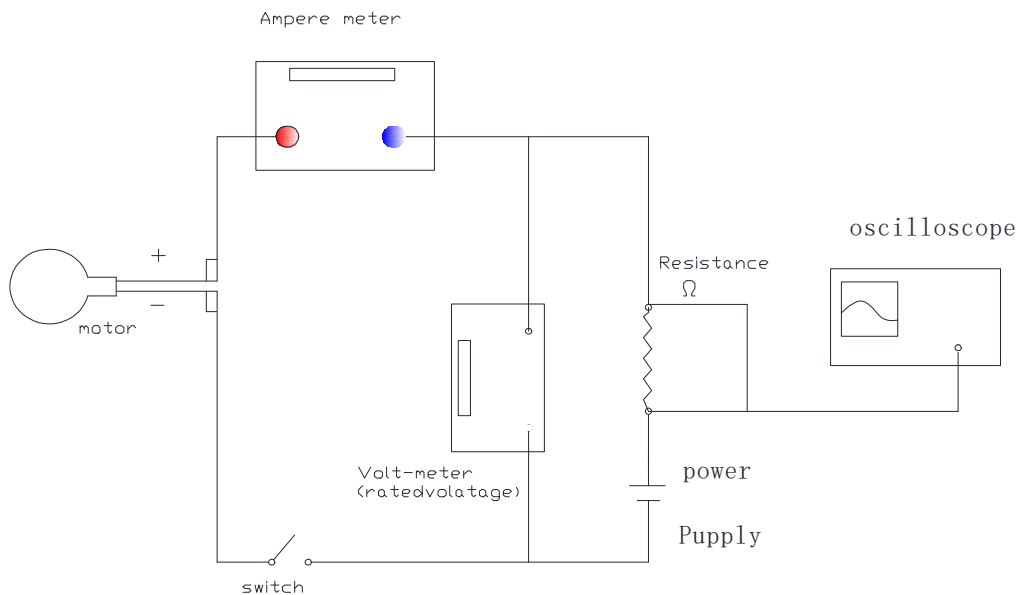 Ampere meter
oscilloscope
+
Resistance
Ω
−
motor
Volt-meter
(ratedvolatage)
power
Pupply
switch